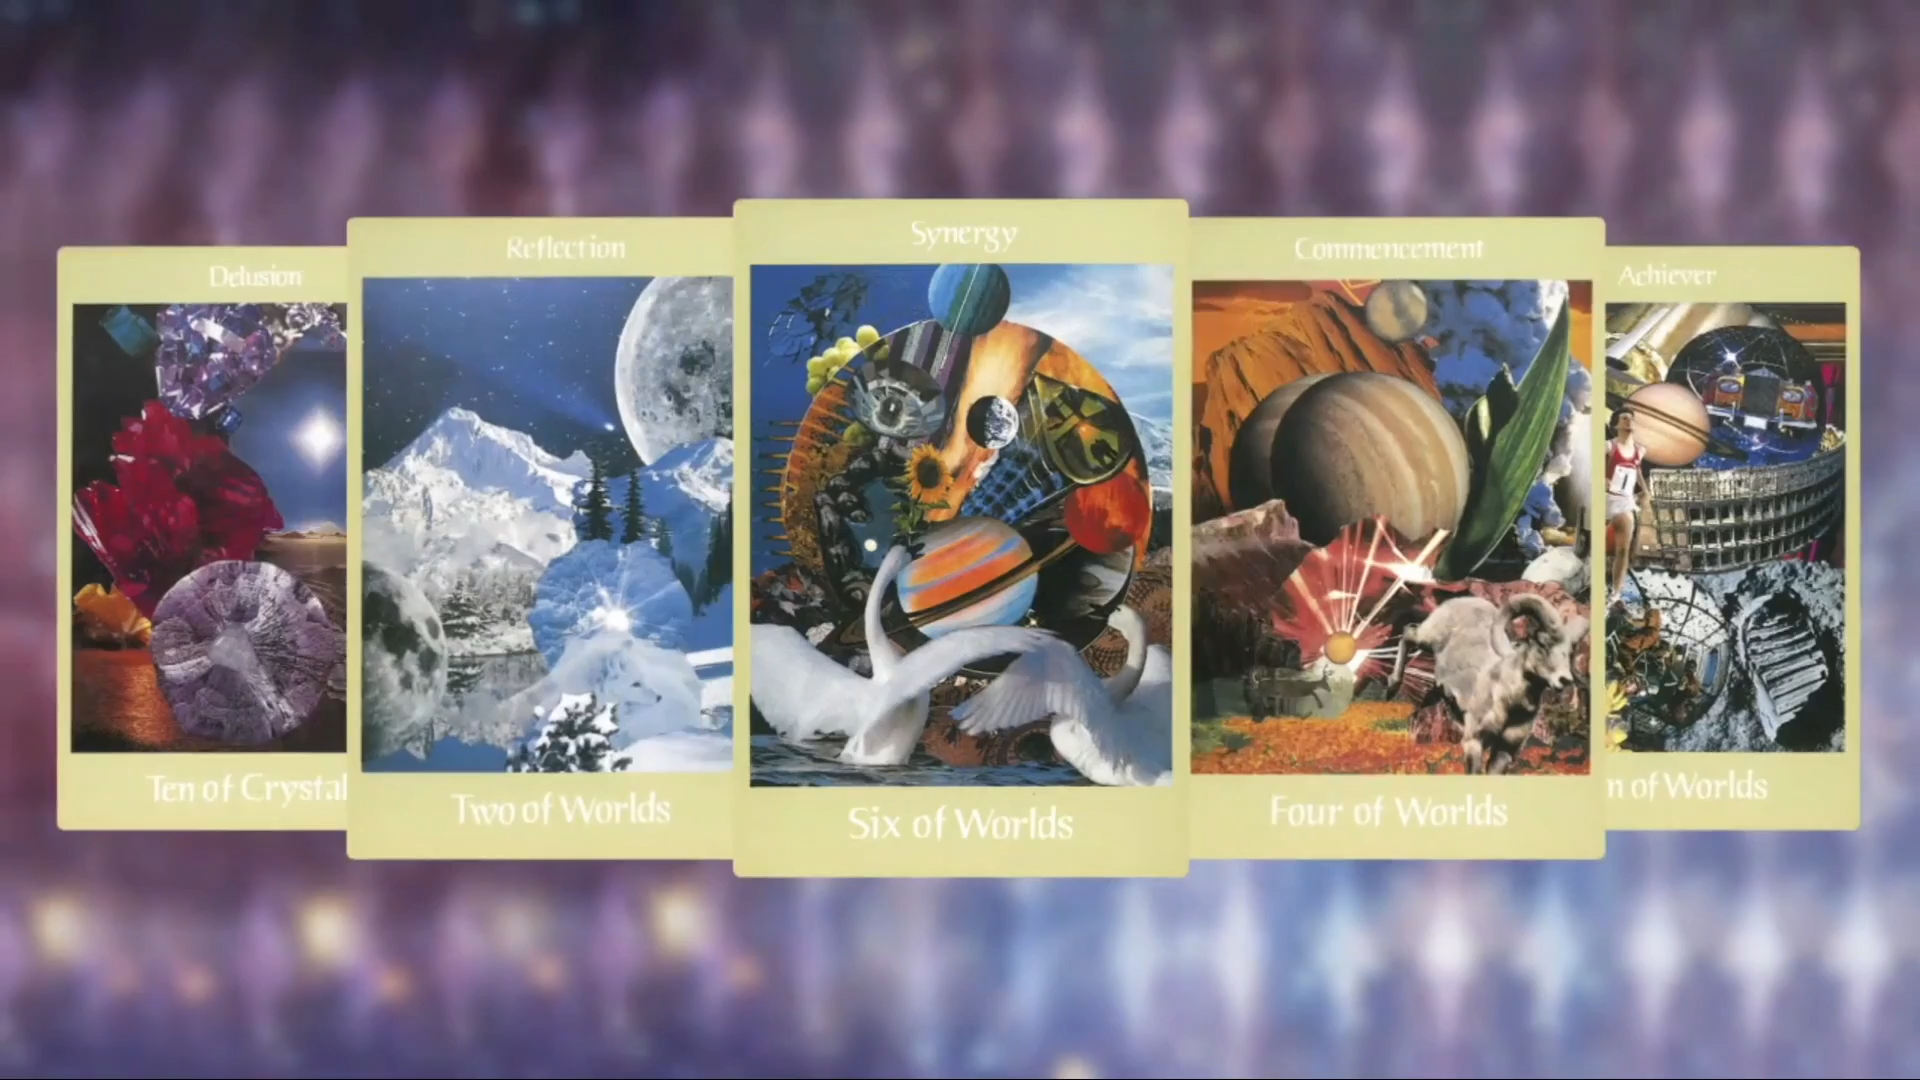 Delusion
Ten of Crystal
Reflection
Two of Worlds
Synergy
Six of Worlds
Commencement
Four of Worlds
Achiever
n of Worlds
1